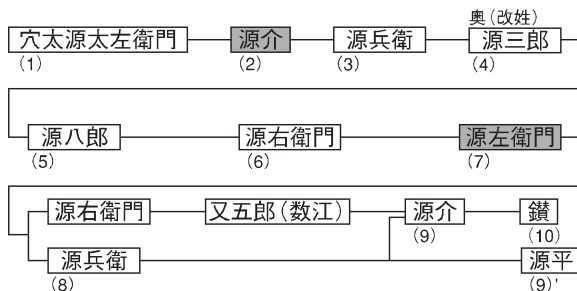 奥(改姓)
穴太源太左衛門 源介 源兵衛 源三郎
(1) (2) (3) (4)
源八郎 源右衛門 源左衛門
(5) (6) (7)
源右衛門 又五郎(数江) 源介 鑚
(9) (10)
源兵衛 源平
(8) (9)'